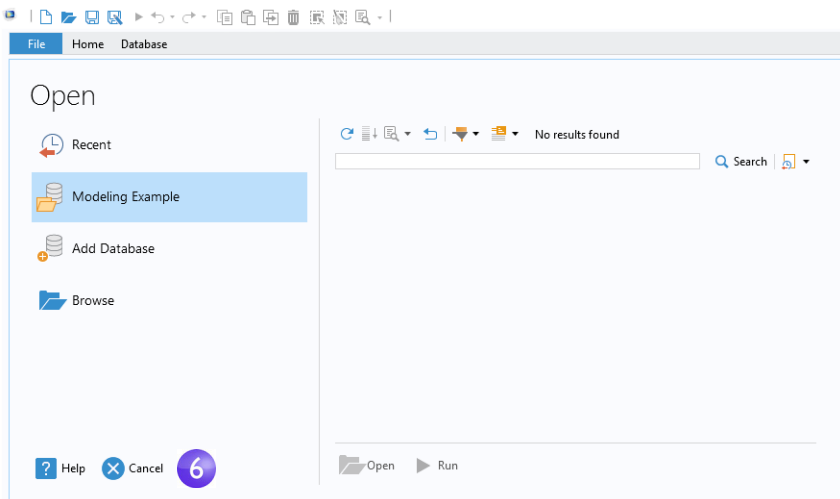 File Home Database
Open
Recent
Modeling Example
Add Database
Browse
Help Cancel 6
No results found
Search
Open Run